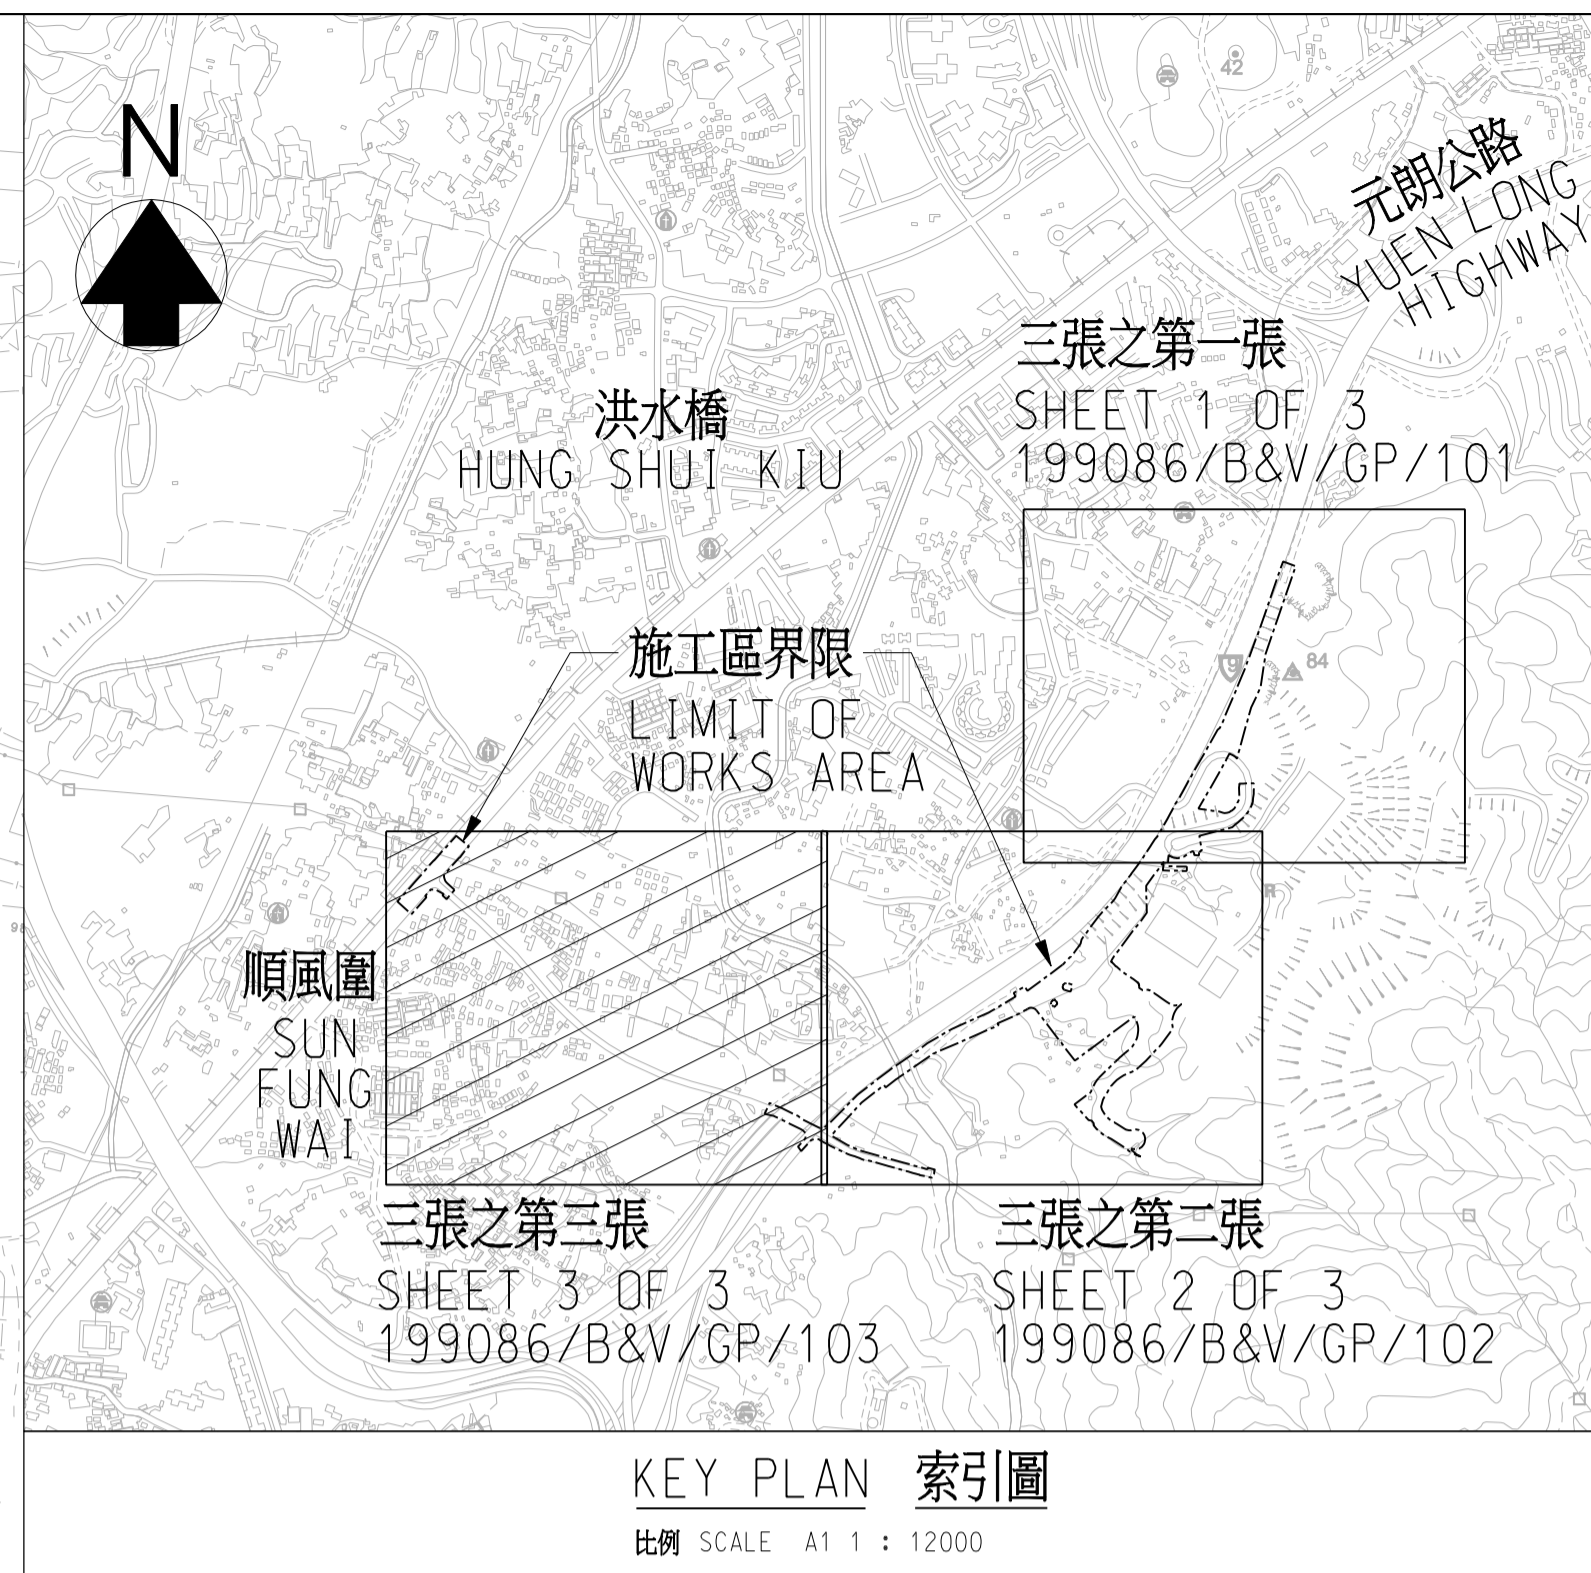 N
42
元朗公路
YUEN LONG
HIGHWAY
三張之第一張
SHEET 1 OF 3
199086/B&V/GP/101
洪水橋
HUNG SHUI KIU
施工區界限
LIMIT OF
WORKS AREA
9
84
順風圍
SUN
FUNG
WAI
三張之第三張
SHEET 3 OF 3
199086/B&V/GP/103
三張之第二張
SHEET 2 OF 3
199086/B&V/GP/102
KEY PLAN 索引圖
比例 SCALE A1 1 : 12000